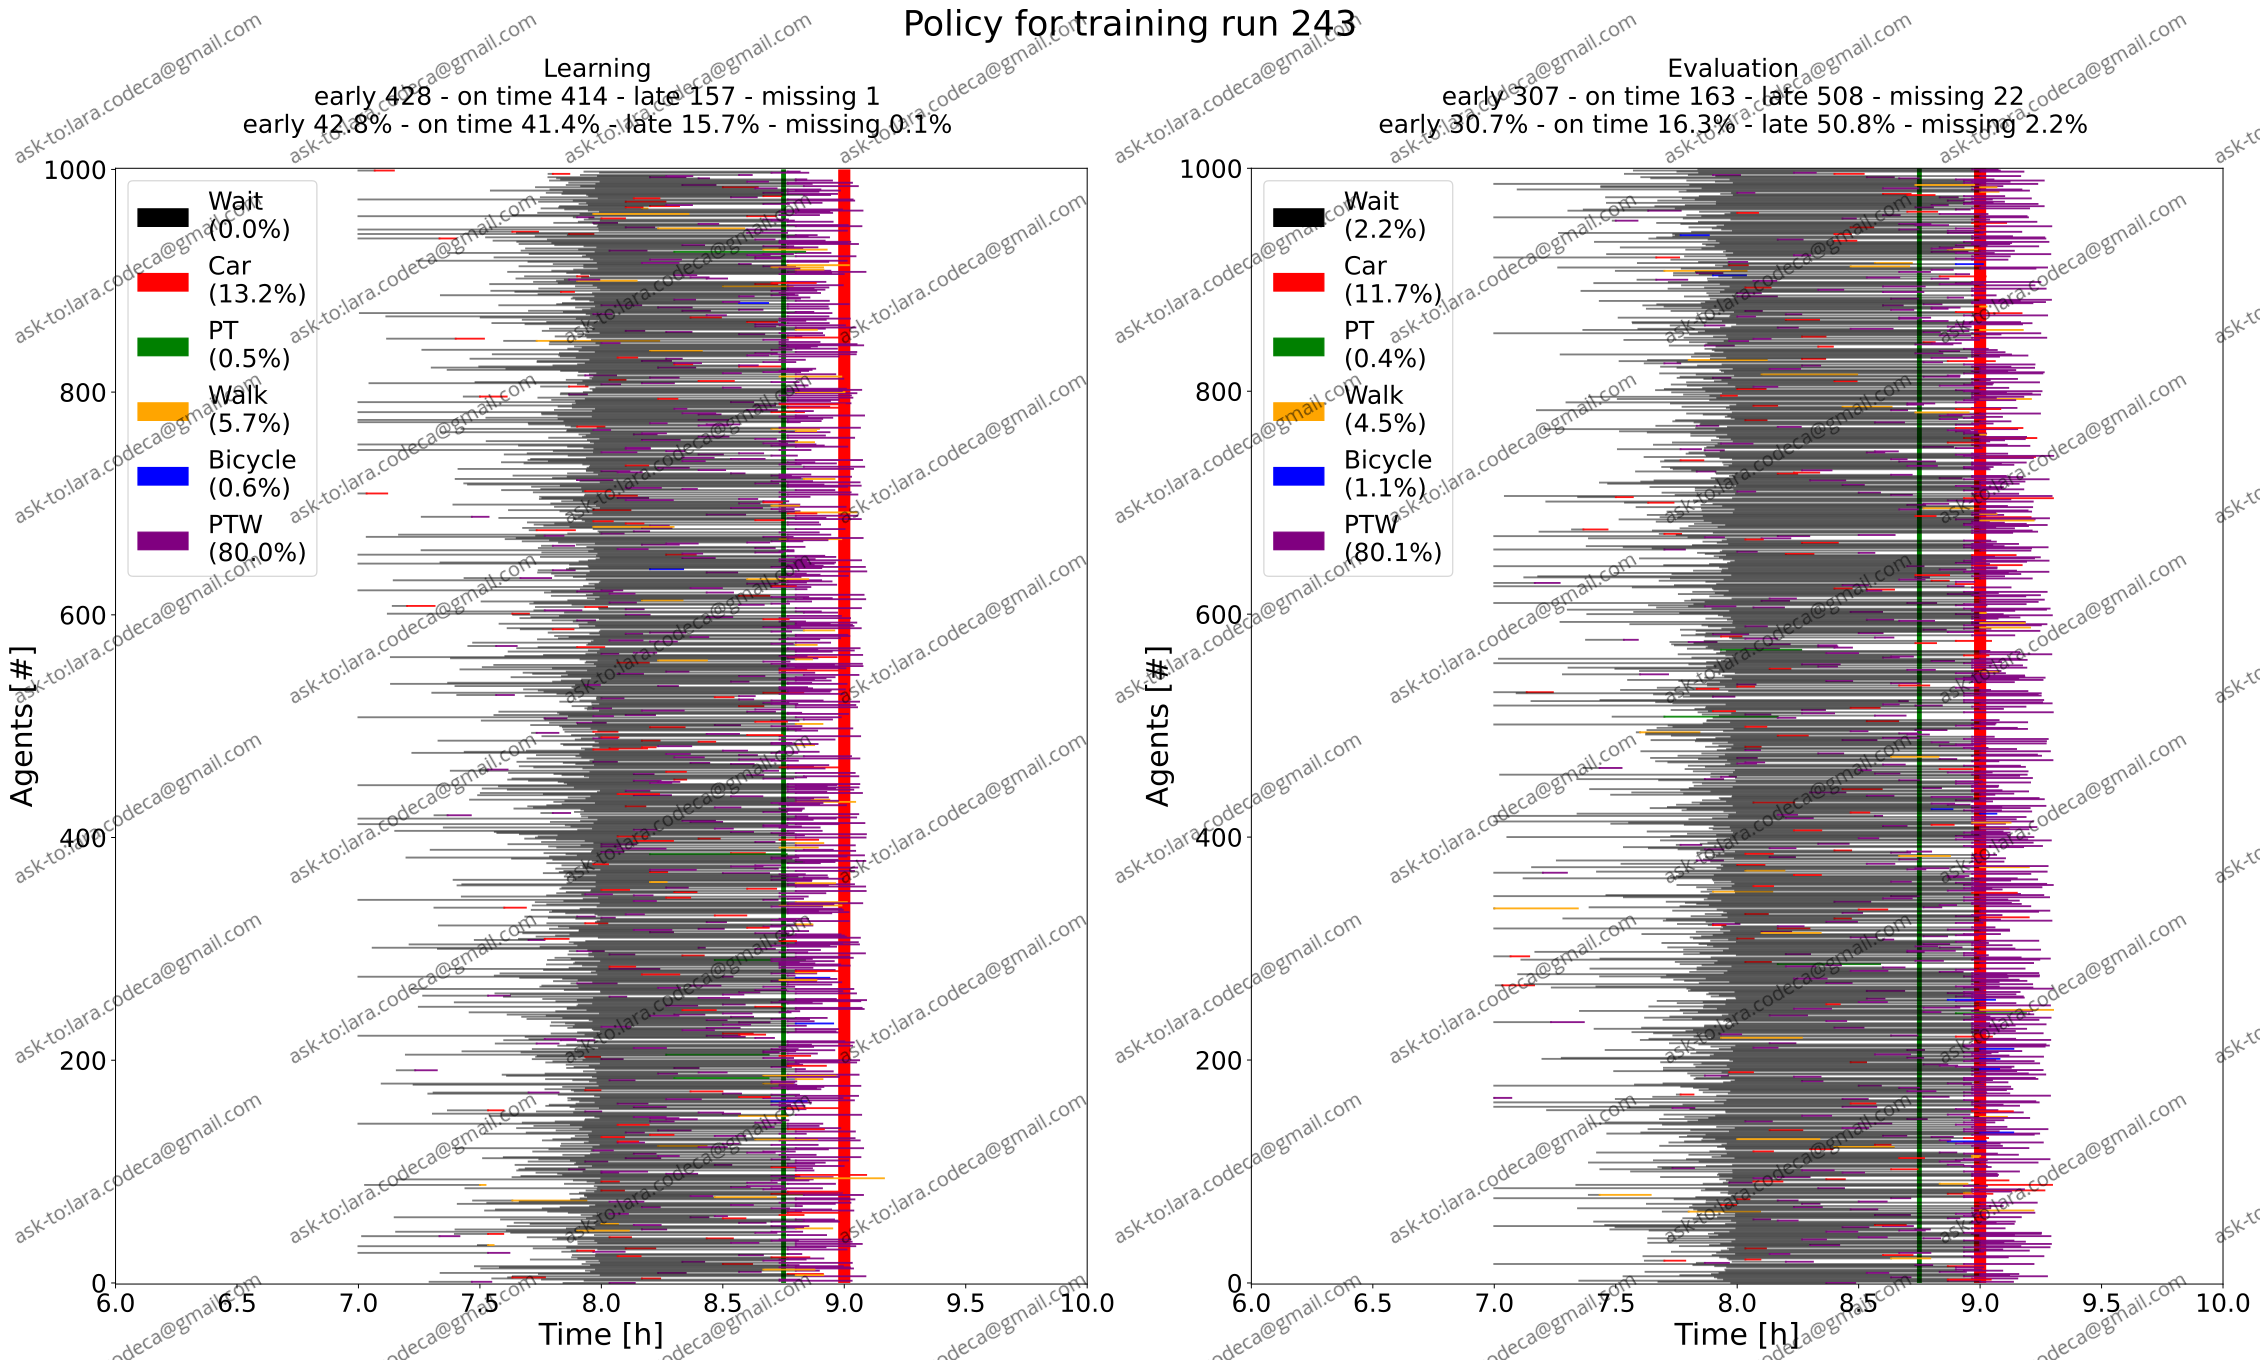 Policy for training run 243
Learning
early 428 - on time 414 - late 157 - missing 1
early 42.8% - on time 41.4% - late 15.7% - missing 0.1%
1000
800
600
400
200
0
Agents [#]
Wait
(0.0%)
Car
(13.2%)
PT
(0.5%)
Walk
(5.7%)
Bicycle
(0.6%)
PTW
(80.0%)
6.0 6.5 7.0 7.5 8.0 8.5 9.0 9.5 10.0
Time [h]
Evaluation
early 307 - on time 163 - late 508 - missing 22
early 30.7% - on time 16.3% - late 50.8% - missing 2.2%
1000
800
600
400
200
0
Agents [#]
Wait
(2.2%)
Car
(11.7%)
PT
(0.4%)
Walk
(4.5%)
Bicycle
(1.1%)
PTW
(80.1%)
6.0 6.5 7.0 7.5 8.0 8.5 9.0 9.5 10.0
Time [h]
ask-to:lara.codeca@gmail.com